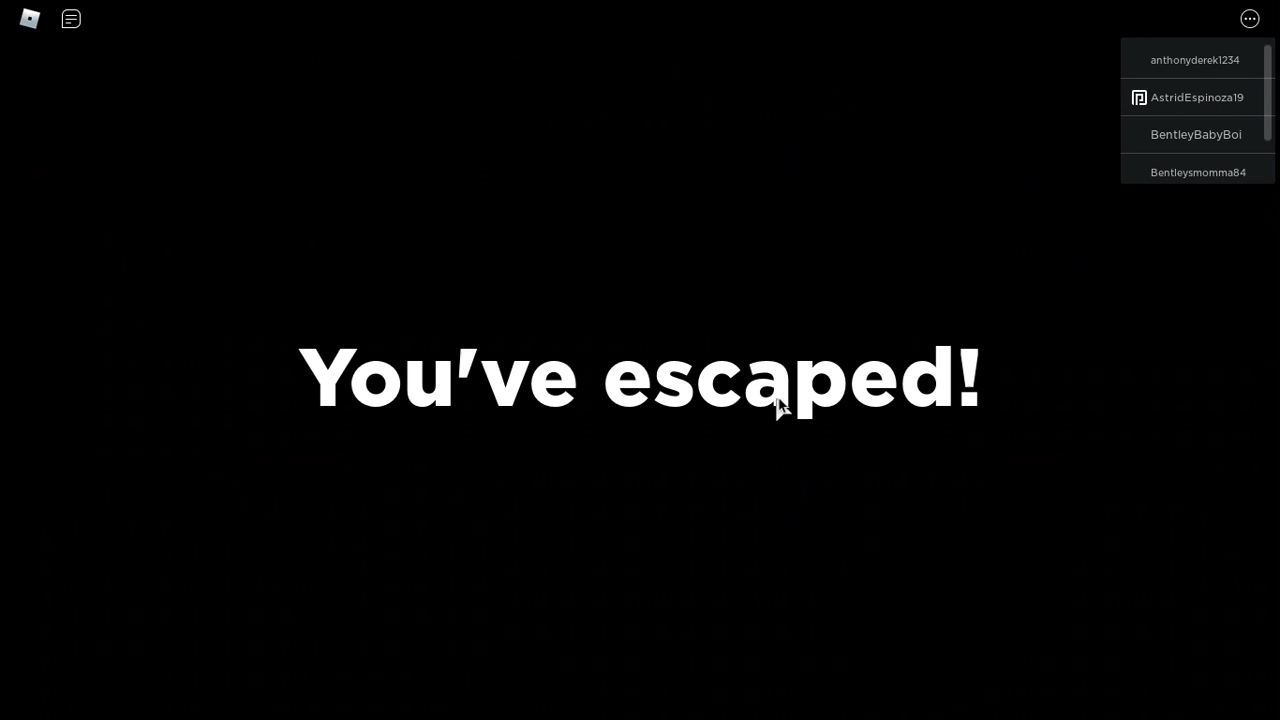 anthonyderek1234
AstridEspinoza19
BentleyBabyBoi
Bentleysmomma84
You've escaped!